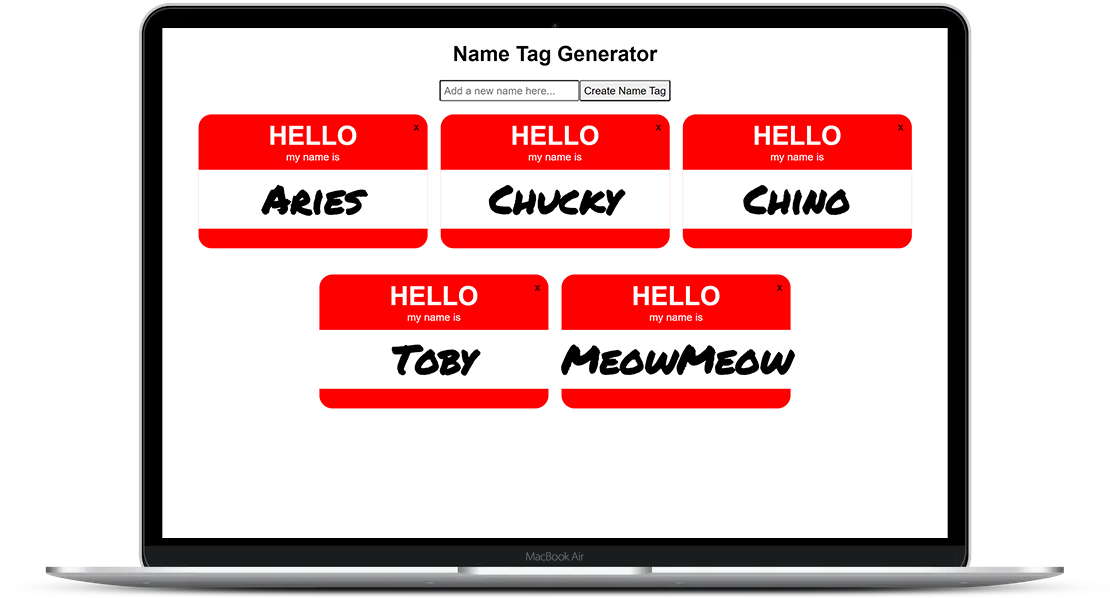 Name Tag Generator
Add a new name here... Create Name Tag
HELLO x
my name is
Aries
HELLO x
my name is
Chucky
HELLO x
my name is
Chino
HELLO x
my name is
Toby
HELLO x
my name is
MeowMeow
MacBook Air